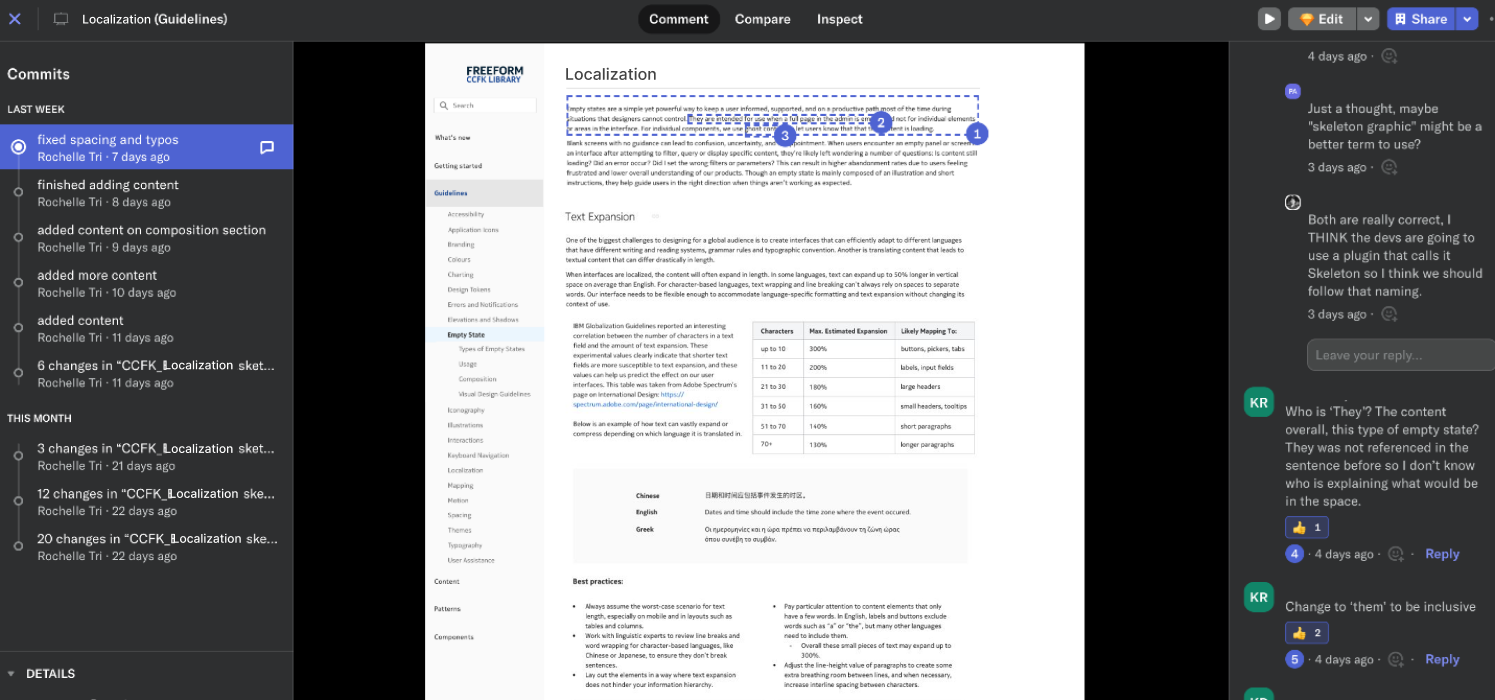 Localization (Guidelines)
Comment
Compare
Inspect
Edit
Share
Commits
LAST WEEK
fixed spacing and typos
Rochelle Tri · 7 days ago
finished adding content
Rochelle Tri · 8 days ago
added content on composition section
Rochelle Tri · 9 days ago
added more content
Rochelle Tri · 10 days ago
added content
Rochelle Tri · 11 days ago
6 changes in “CCFK_Localization sket...
Rochelle Tri · 11 days ago
THIS MONTH
3 changes in “CCFK_Localization sket...
Rochelle Tri · 21 days ago
12 changes in “CCFK_Localization ske...
Rochelle Tri · 22 days ago
20 changes in “CCFK_Localization ske...
Rochelle Tri · 22 days ago
DETAILS
FREEFORM
CCFK LIBRARY
Search
What's new
Getting started
Guidelines
Accessibility
Application Icons
Branding
Colours
Charting
Design Tokens
Errors and Notifications
Elevations and Shadows
Empty State
Types of Empty States
Usage
Composition
Visual Design Guidelines
Iconography
Illustrations
Interactions
Keyboard Navigation
Localization
Mapping
Motion
Spacing
Themes
Typography
User Assistance
Content
Patterns
Components
Localization
Empty states are a simple yet powerful way to keep a user informed, supported, and on a productive path most of the time during
situations that designers cannot control. They are intended for use when a full page in the admin is and not for individual elements
or areas in the interface. For individual components, we use ghost let users know that the is loading.
1
2
3
Blank screens with no guidance can lead to confusion, uncertainty, and disappointment. When users encounter an empty panel or screen
an interface after attempting to filter, query or display specific content, they're likely left wondering a number of questions: Is content still
loading? Did an error occur? Did I set the wrong filters or parameters? This can result in higher abandonment rates due to users feeling
frustrated and lower overall understanding of our products. Though an empty state is mainly composed of an illustration and short
instructions, they help guide users in the right direction when things aren't working as expected.
Text Expansion
One of the biggest challenges to designing for a global audience is to create interfaces that can efficiently adapt to different languages
that have different writing and reading systems, grammar rules and typographic convention. Another is translating content that leads to
textual content that can differ drastically in length.
When interfaces are localized, the content will often expand in length. In some languages, text can expand up to 50% longer in vertical
space on average than English. For character-based languages, text wrapping and line breaking can't always rely on spaces to separate
words. Our interface needs to be flexible enough to accommodate language-specific formatting and text expansion without changing its
context of use.
IBM Globalization Guidelines reported an interesting
correlation between the number of characters in a text
field and the amount of text expansion. These
experimental values clearly indicate that shorter text
fields are more susceptible to text expansion, and these
values can help us predict the effect on our user
interfaces. This table was taken from Adobe Spectrum's
page on International Design: https://
spectrum.adobe.com/page/international-design/
Below is an example of how text can vastly expand or
compress depending on which language it is translated in.
Characters Max. Estimated Expansion Likely Mapping To:
up to 10 300% buttons, pickers, tabs
11 to 20 200% labels, input fields
21 to 30 180% large headers
31 to 50 160% small headers, tooltips
51 to 70 140% short paragraphs
70+ 130% longer paragraphs
Chinese 日期和时间应包括事件发生的时区。
English Dates and time should include the time zone where the event occured.
Greek Οι ημερομηνίες και η ώρα πρέπει να περιλαμβάνουν τη ζώνη ώρας
όπου συνέβη το συμβάν.
Best practices:
• Always assume the worst-case scenario for text
length, especially on mobile and in layouts such as
tables and columns.
• Work with linguistic experts to review line breaks and
word wrapping for character-based languages, like
Chinese or Japanese, to ensure they don't break
sentences.
• Lay out the elements in a way where text expansion
does not hinder your information hierarchy.
• Pay particular attention to content elements that only
have a few words. In English, labels and buttons exclude
words such as “a” or “the”, but many other languages
need to include them.
- Overall these small pieces of text may expand up to
300%.
• Adjust the line-height value of paragraphs to create some
extra breathing room between lines, and when necessary,
increase interline spacing between characters.
4 days ago ·
PA
Just a thought, maybe
"skeleton graphic" might be a
better term to use?
3 days ago ·
Both are really correct, I
THINK the devs are going to
use a plugin that calls it
Skeleton so I think we should
follow that naming.
3 days ago ·
Leave your reply...
KR
Who is ‘They’? The content
overall, this type of empty state?
They was not referenced in the
sentence before so I don’t know
who is explaining what would be
in the space.
👍 1
4 · 4 days ago · Reply
KR
Change to ‘them’ to be inclusive
👍 2
5 · 4 days ago · Reply
KR